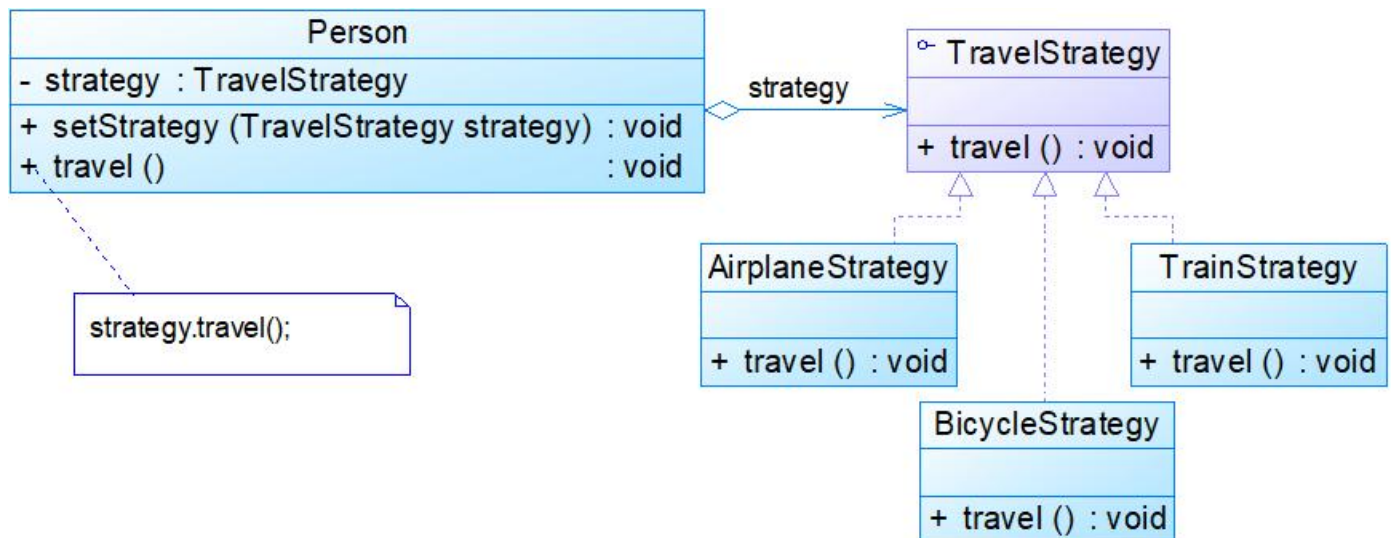 Person
- strategy : TravelStrategy
+ setStrategy (TravelStrategy strategy) : void
+ travel () : void
strategy
TravelStrategy
+ travel () : void
strategy.travel();
AirplaneStrategy
+ travel () : void
TrainStrategy
+ travel () : void
BicycleStrategy
+ travel () : void